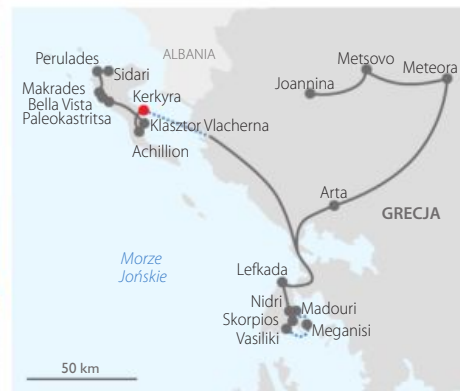 ALBANIA
Perulades
Sidari
Metsovo
Meteora
Joannina
Makrades
Kerkyra
Bella Vista
Paleokastritsa
Klasztor Vlacherna
Achillion
Arta
GRECJA
Morze
Jońskie
Lefkada
Nidri
Madouri
Skorpios
Meganisi
Vasiliki
50 km